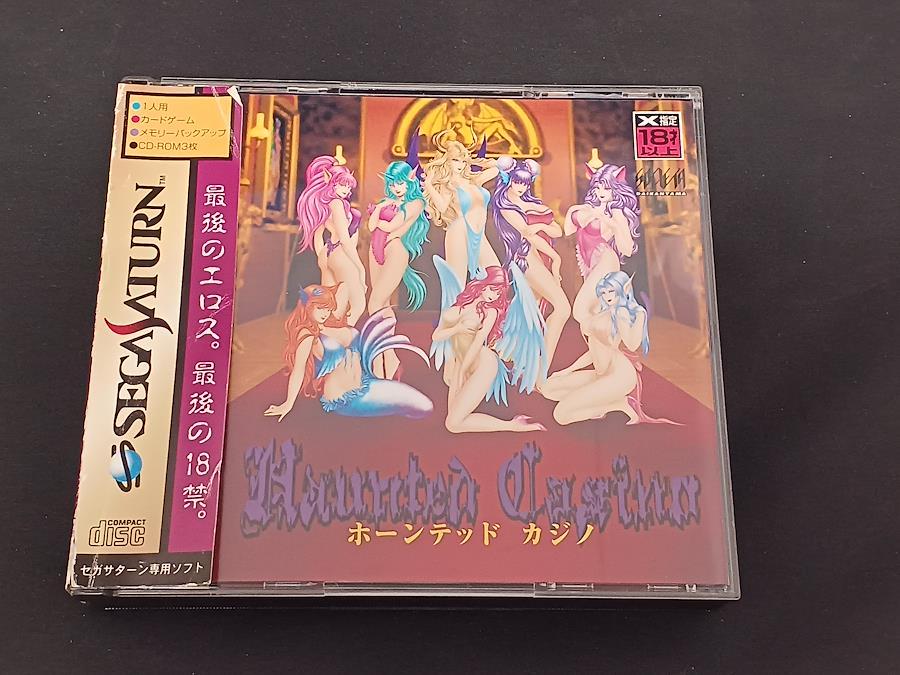 1人用
カードゲーム
メモリーバックアップ
CD-ROM3枚
SEGA SATURN™
最後のエロス。最後の18禁。
COMPACT
disc
セガサターン専用ソフト
X指定
18才
以上
DAIKANYAMA
Haunted Casino
ホーンテッド カジノ